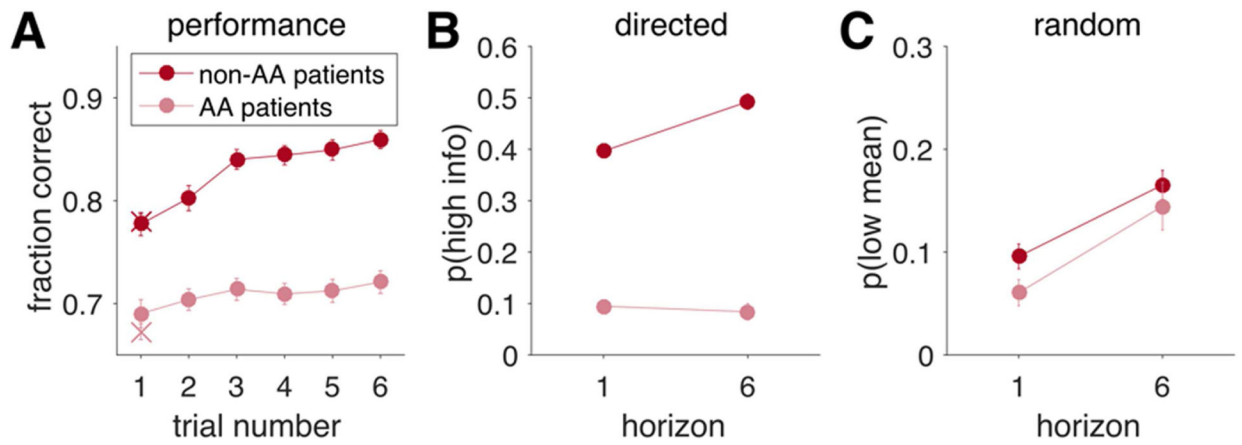 A
performance
non-AA patients
AA patients
fraction correct
0.9
0.8
0.7
1 2 3 4 5 6
trial number
B
directed
p(high info)
0.6
0.5
0.4
0.3
0.2
0.1
0
1 6
horizon
C
random
p(low mean)
0.3
0.2
0.1
0
1 6
horizon